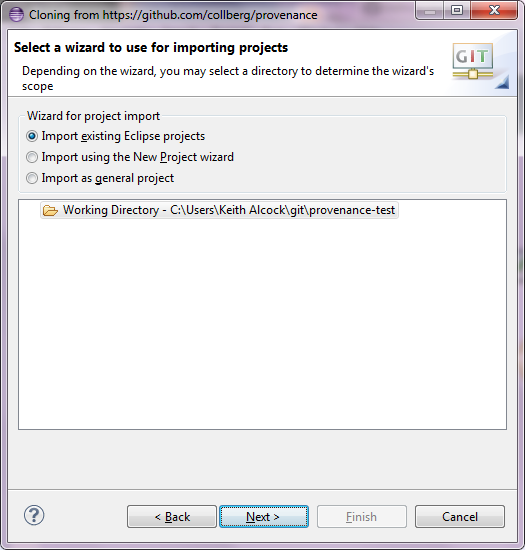 Cloning from https://github.com/collberg/provenance
Select a wizard to use for importing projects
Depending on the wizard, you may select a directory to determine the wizard's
scope
GIT
Wizard for project import
Import existing Eclipse projects
Import using the New Project wizard
Import as general project
Working Directory - C:\Users\Keith Alcock\git\provenance-test
?
< Back
Next >
Finish
Cancel